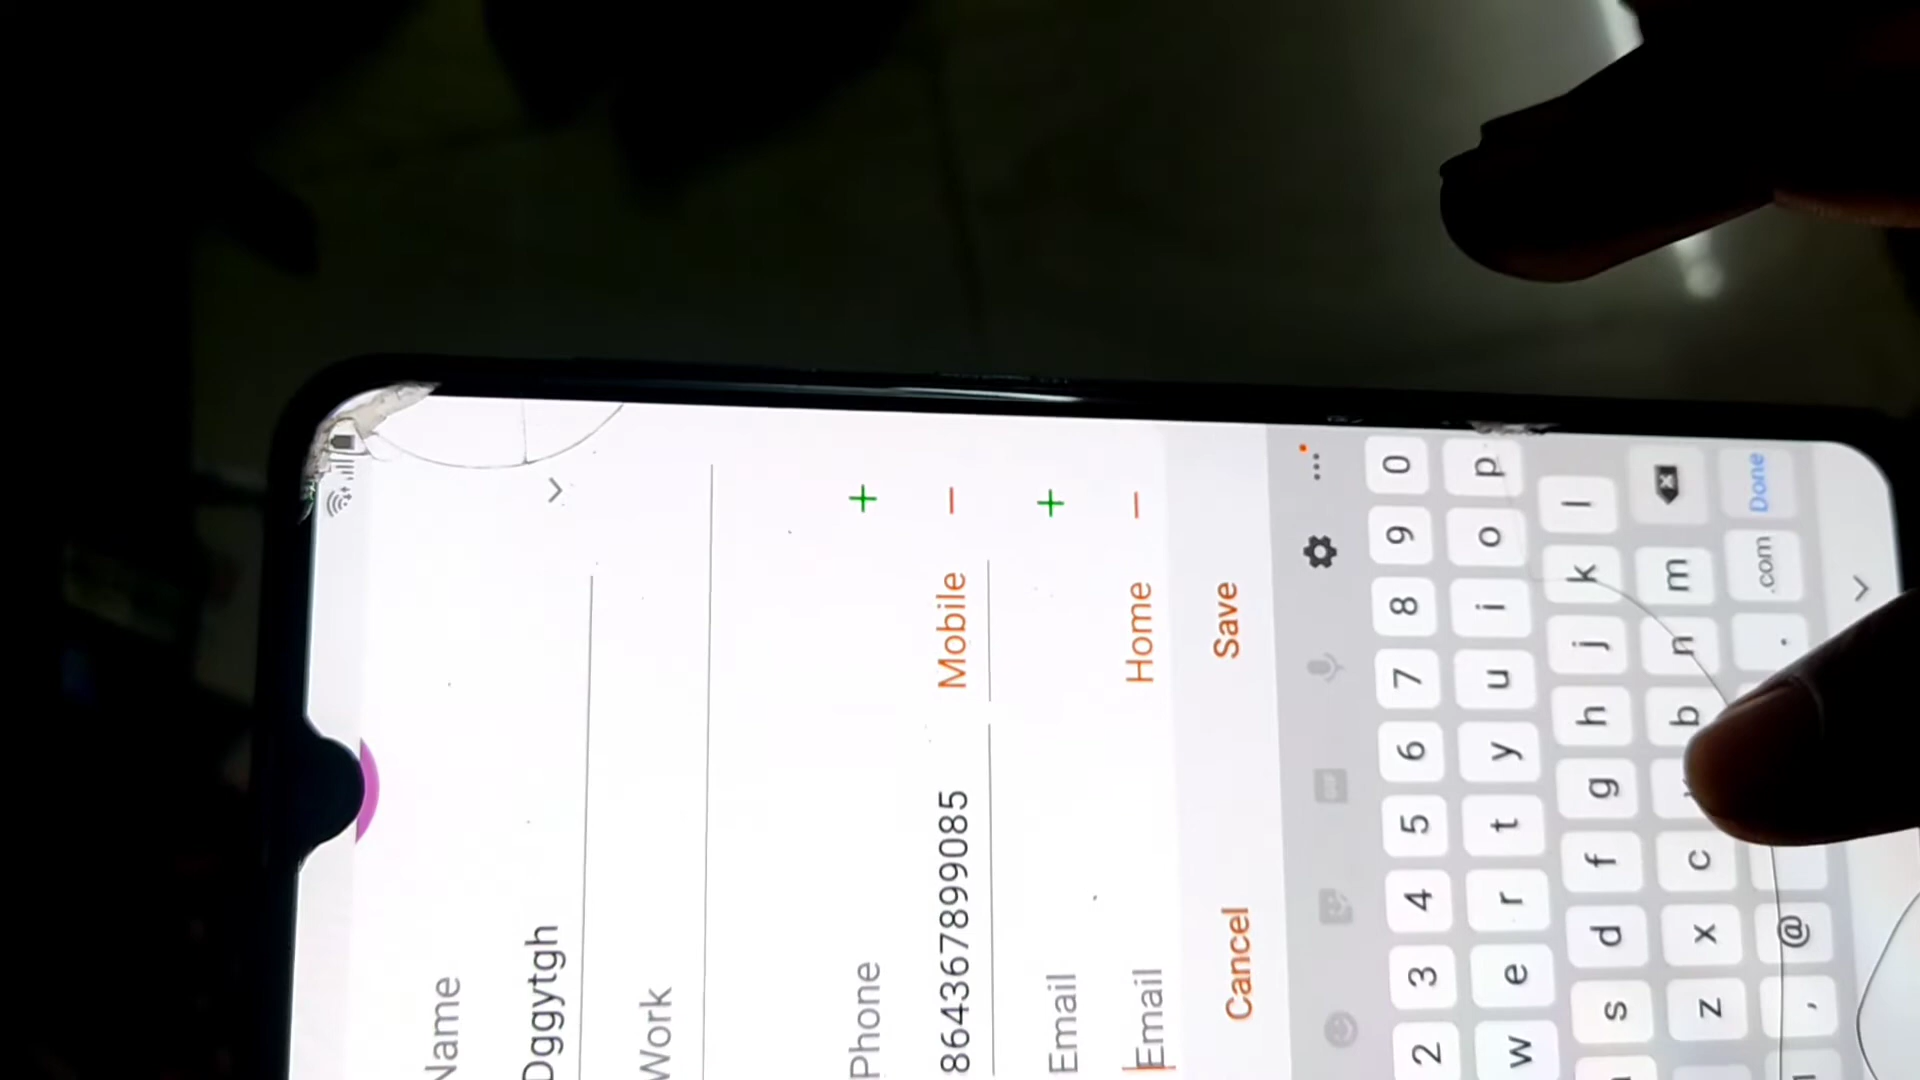 Name
Dggytgh
Work
Phone
8643678999085 Mobile
Email
Email Home
Cancel Save
2 3 4 5 6 7 8 9 0
w e r t y u i o p
s d f g h j k l
z x c b n m
, @ . .com Done